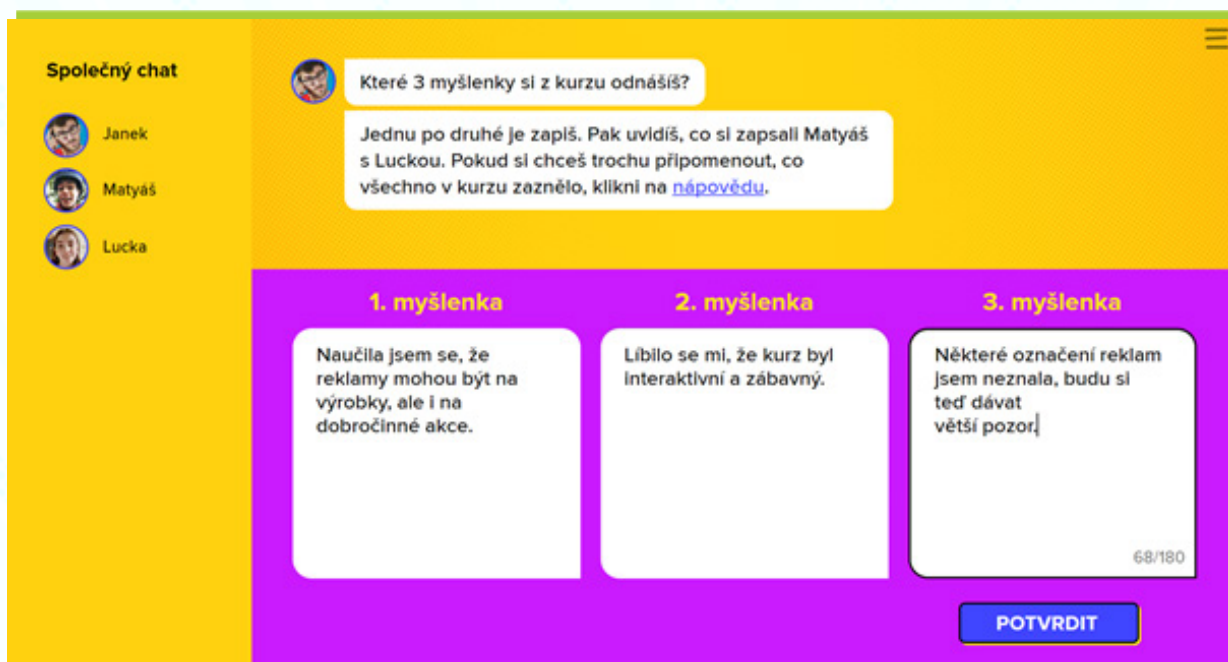 Společný chat
Janek
Matyáš
Lucka
Které 3 myšlenky si z kurzu odnášíš?
Jednu po druhé je zapiš. Pak uvidíš, co si zapsali Matyáš
s Luckou. Pokud si chceš trochu připomenout, co
všechno v kurzu zaznělo, klikni na nápovědu.
1. myšlenka
Naučila jsem se, že
reklamy mohou být na
výrobky, ale i na
dobročinné akce.
2. myšlenka
Líbilo se mi, že kurz byl
interaktivní a zábavný.
3. myšlenka
Některé označení reklam
jsem neznala, budu si
teď dávat
větší pozor.
68/180
POTVRDIT